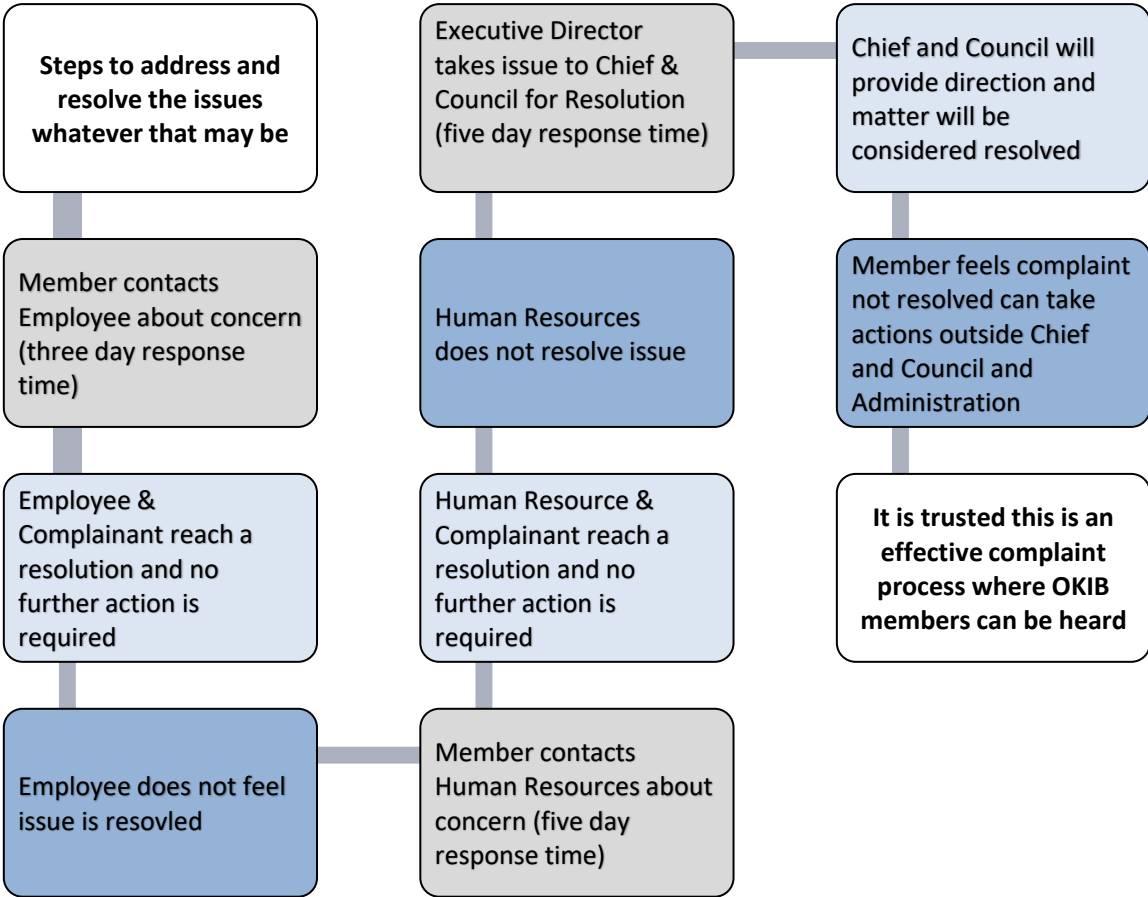 Steps to address and
resolve the issues
whatever that may be
Member contacts
Employee about concern
(three day response
time)
Employee &
Complainant reach a
resolution and no
further action is
required
Employee does not feel
issue is resovled
Member contacts
Human Resources about
concern (five day
response time)
Human Resource &
Complainant reach a
resolution and no
further action is
required
Human Resources
does not resolve issue
Executive Director
takes issue to Chief &
Council for Resolution
(five day response time)
Chief and Council will
provide direction and
matter will be
considered resolved
Member feels complaint
not resolved can take
actions outside Chief
and Council and
Administration
It is trusted this is an
effective complaint
process where OKIB
members can be heard